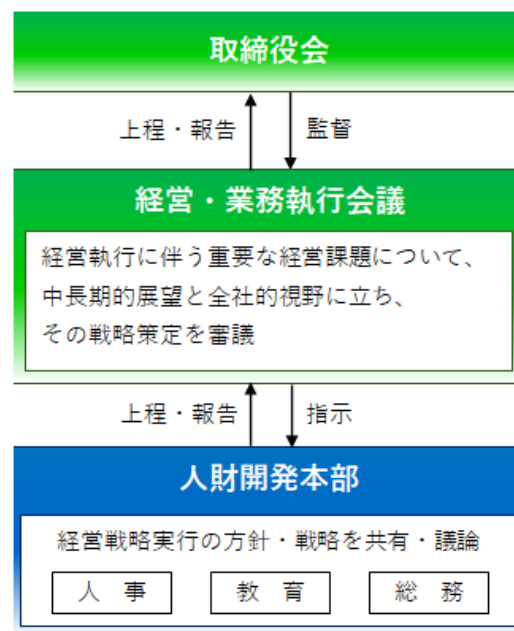 取締役会
上程・報告 監督
経営・業務執行会議
経営執行に伴う重要な経営課題について、
中長期的展望と全社的視野に立ち、
その戦略策定を審議
上程・報告 指示
人財開発本部
経営戦略実行の方針・戦略を共有・議論
人 事 教 育 総 務